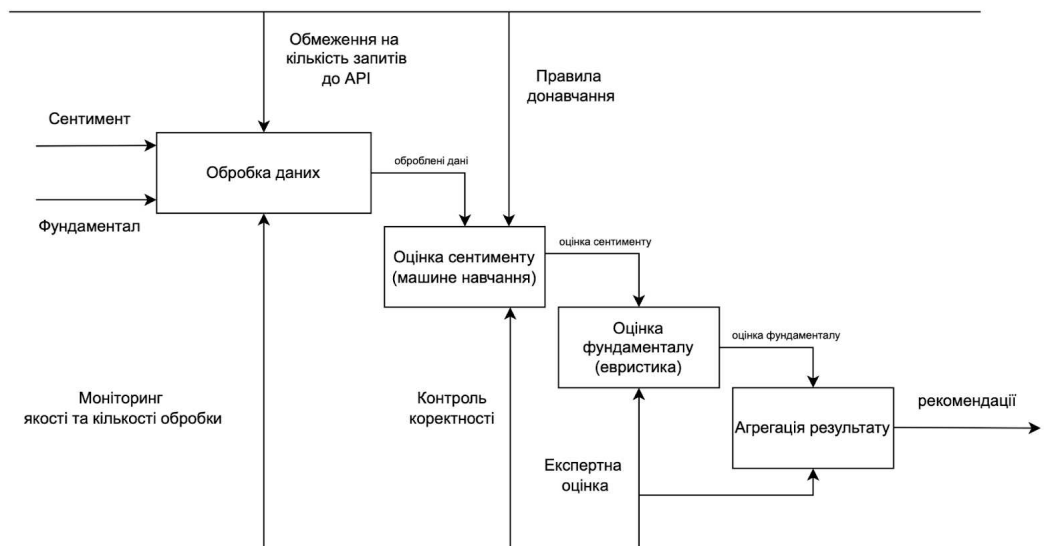 Обмеження на
кількість запитів
до API
Правила
донавчання
Сентимент
Обробка даних
оброблені дані
Фундаментал
Оцінка сентименту
(машине навчання)
оцінка сентименту
Оцінка
фундаменталу
(евристика)
оцінка фундаменталу
Моніторинг
якості та кількості обробки
Контроль
коректності
рекомендації
Агрегація результату
Експертна
оцінка